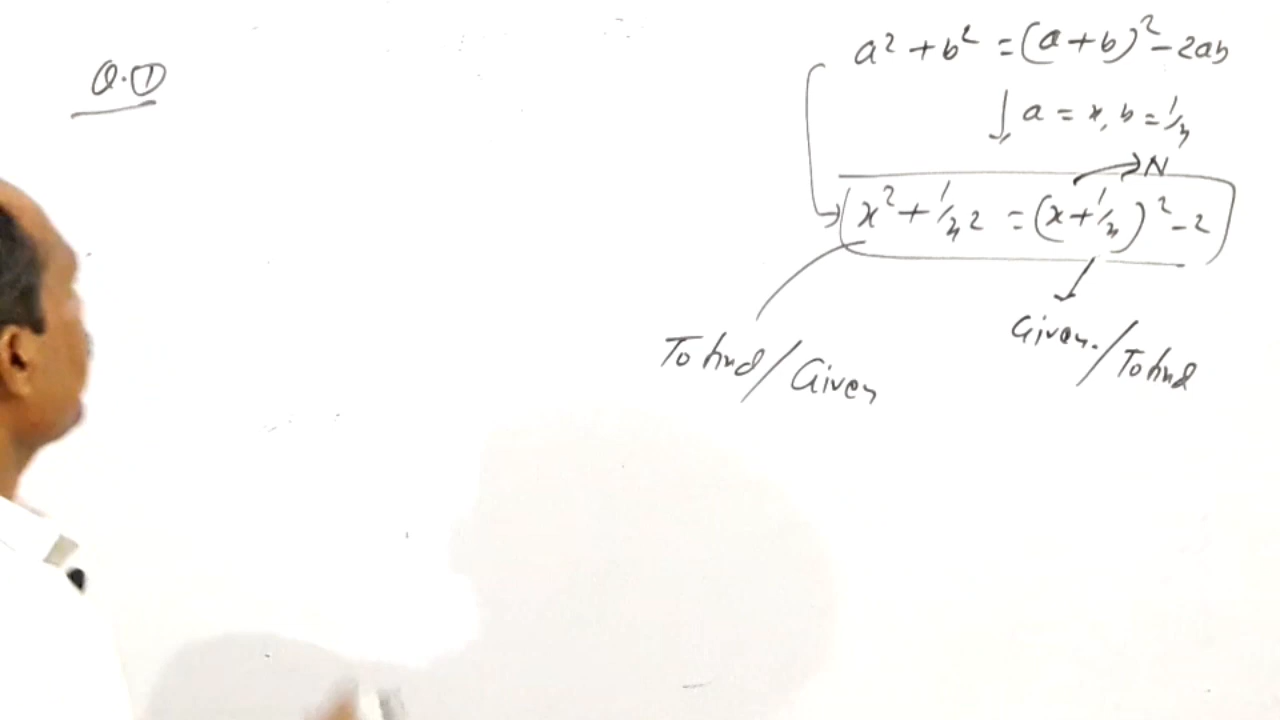 Q.①
a² + b² = (a + b)² - 2ab
↓ a = x, b = 1/x
→ N
x² + 1/x² = (x + 1/x)² - 2
Given./To find
To find/Given